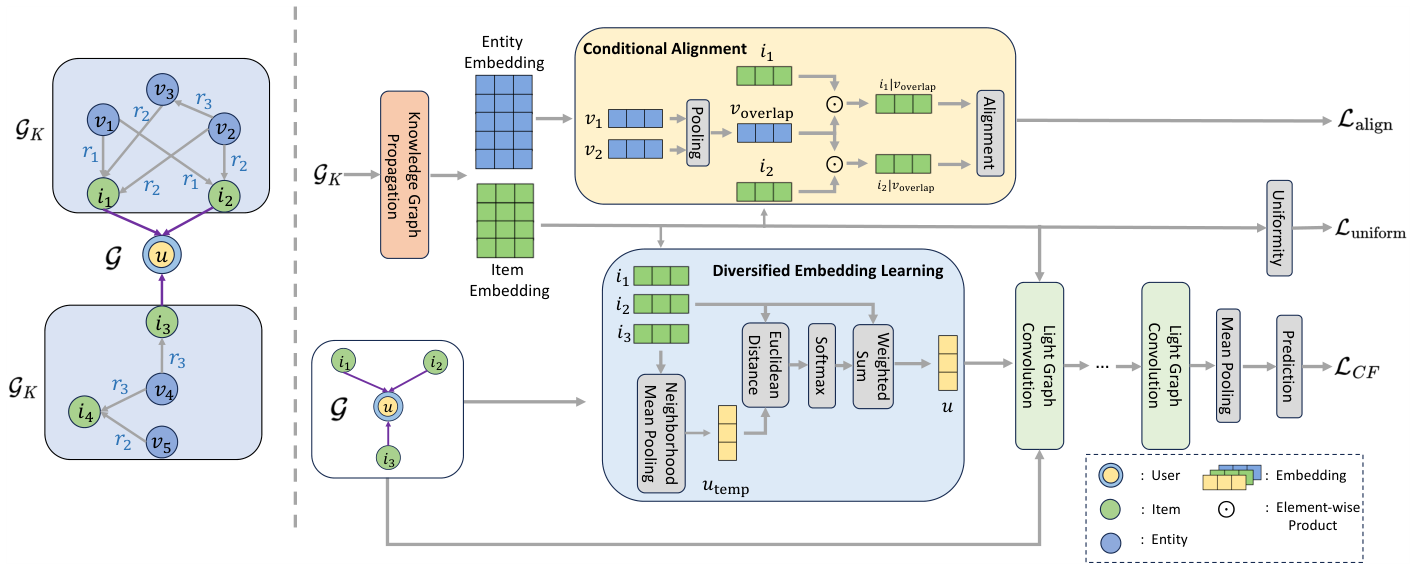 𝒢_K
v_3
v_1
v_2
r_3
r_2
r_1
r_2
r_2
r_1
i_1
i_2
𝒢
u
i_3
𝒢_K
r_3
r_3
v_4
i_4
r_2
v_5
𝒢_K
Knowledge Graph
Propagation
Entity
Embedding
Item
Embedding
Conditional Alignment
i_1
v_1
v_2
Pooling
v_overlap
i_2
⊙
⊙
i_1|v_overlap
i_2|v_overlap
Alignment
ℒ_align
Uniformity
ℒ_uniform
i_1
i_2
𝒢
u
i_3
Diversified Embedding Learning
i_1
i_2
i_3
Neighborhood
Mean Pooling
u_temp
Euclidean
Distance
Softmax
Weighted
Sum
u
Light Graph
Convolution
...
Light Graph
Convolution
Mean Pooling
Prediction
ℒ_CF
: User
: Embedding
: Item
⊙ : Element-wise
Product
: Entity